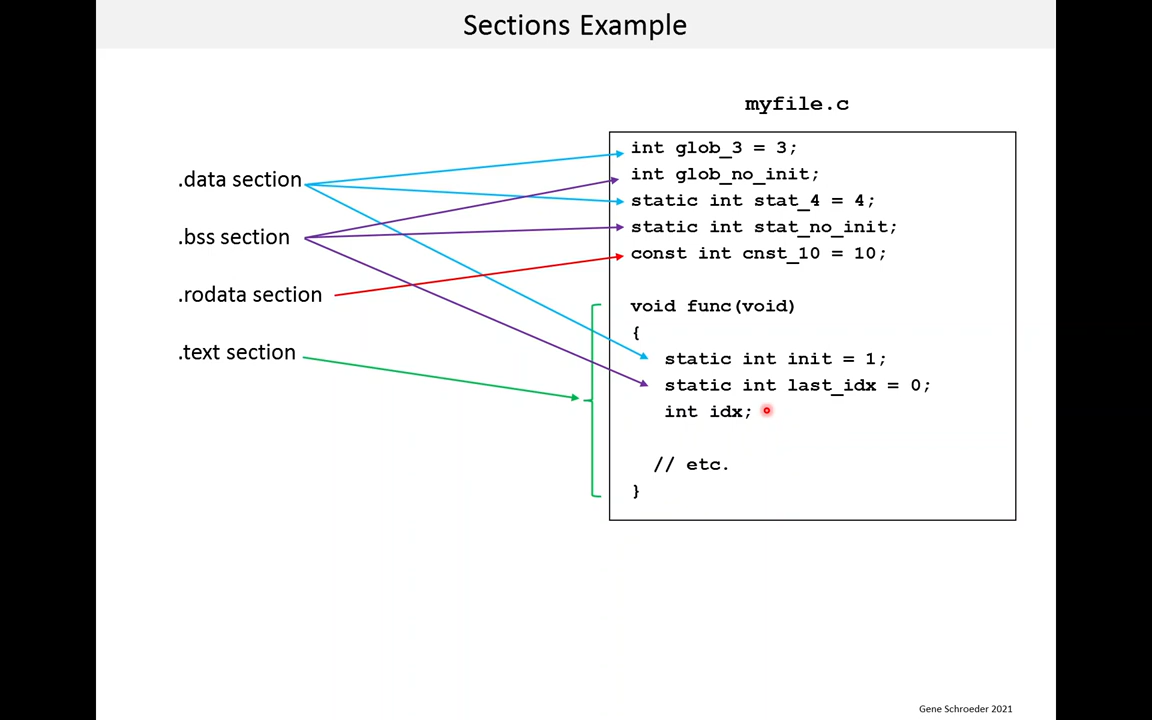 Sections Example
myfile.c
.data section
.bss section
.rodata section
.text section
int glob_3 = 3;
int glob_no_init;
static int stat_4 = 4;
static int stat_no_init;
const int cnst_10 = 10;
void func(void)
{
static int init = 1;
static int last_idx = 0;
int idx;
// etc.
}
Gene Schroeder 2021